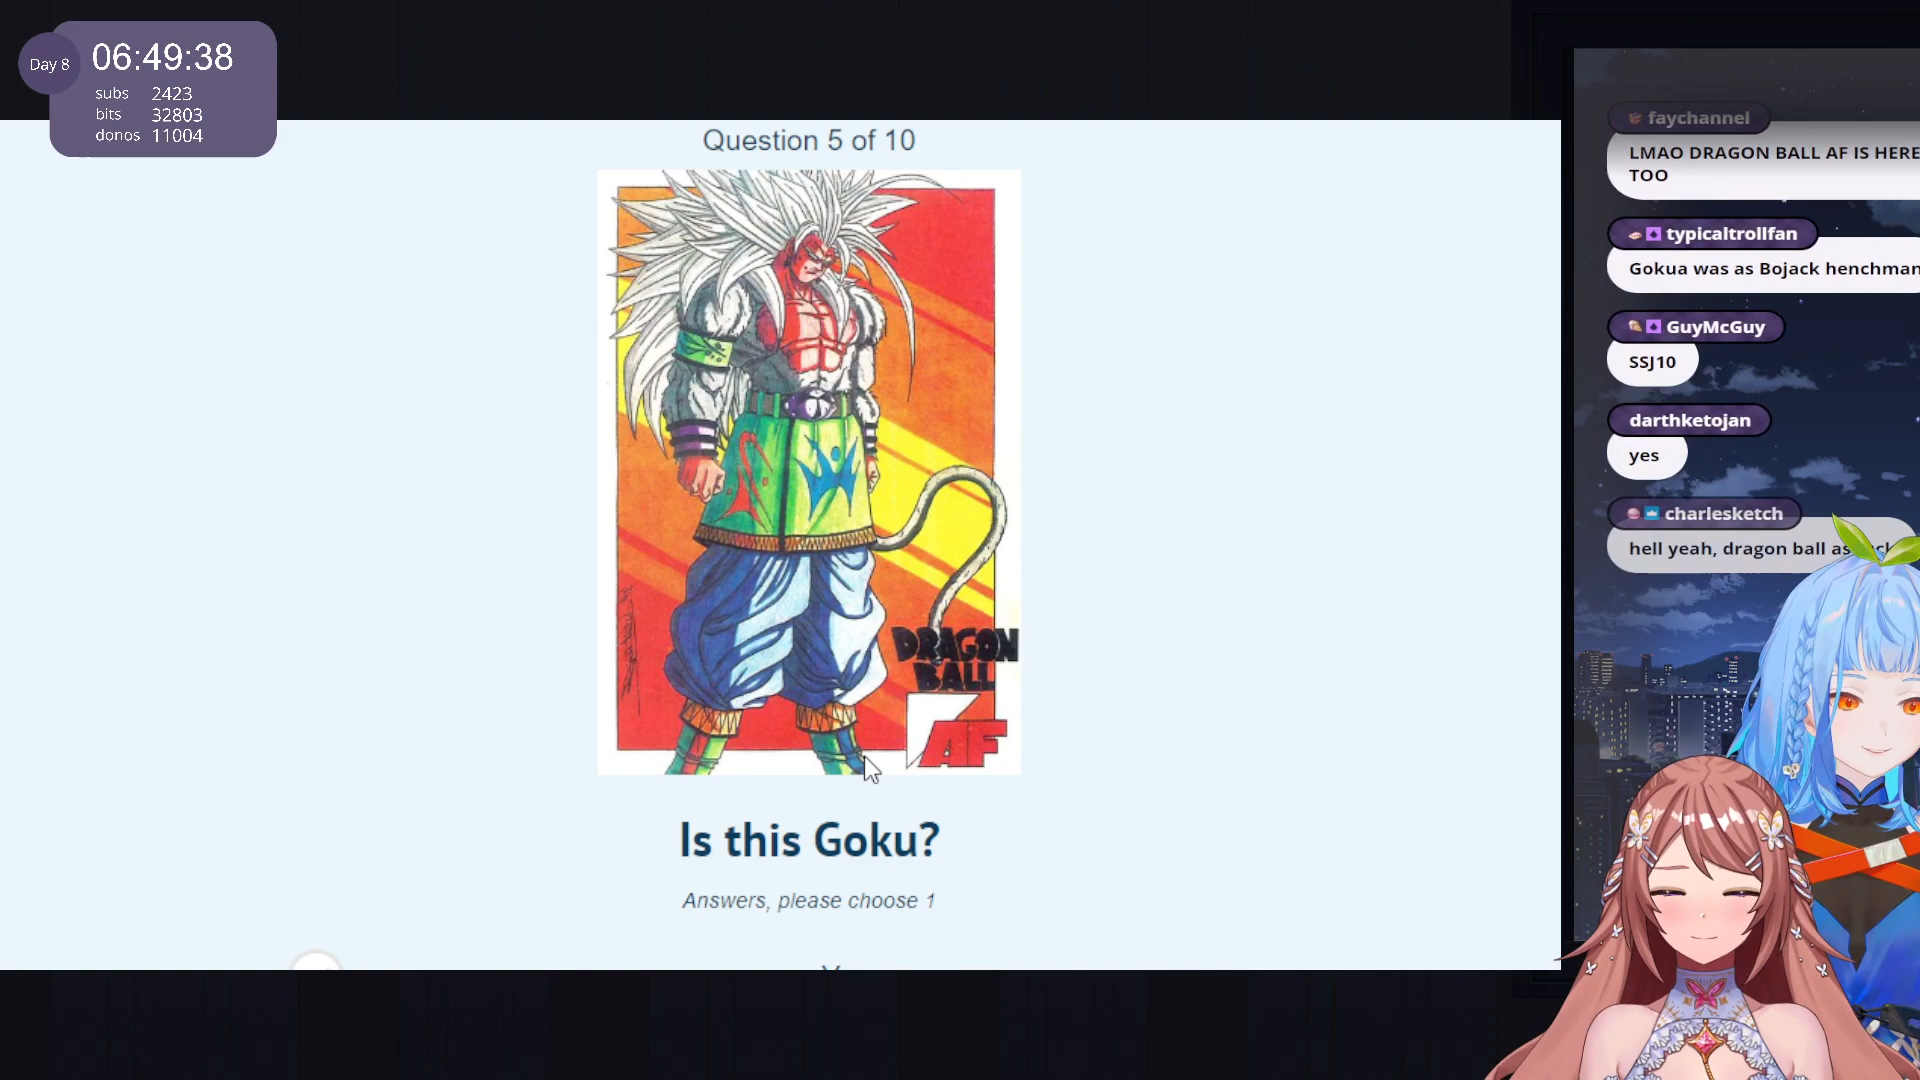 Day 8
06:49:38
subs 2423
bits 32803
donos 11004
Question 5 of 10
DRAGON
BALL
AF
Is this Goku?
Answers, please choose 1
faychannel
LMAO DRAGON BALL AF IS HERE
TOO
typicaltrollfan
Gokua was as Bojack henchman
GuyMcGuy
SSJ10
darthketojan
yes
charlesketch
hell yeah, dragon ball